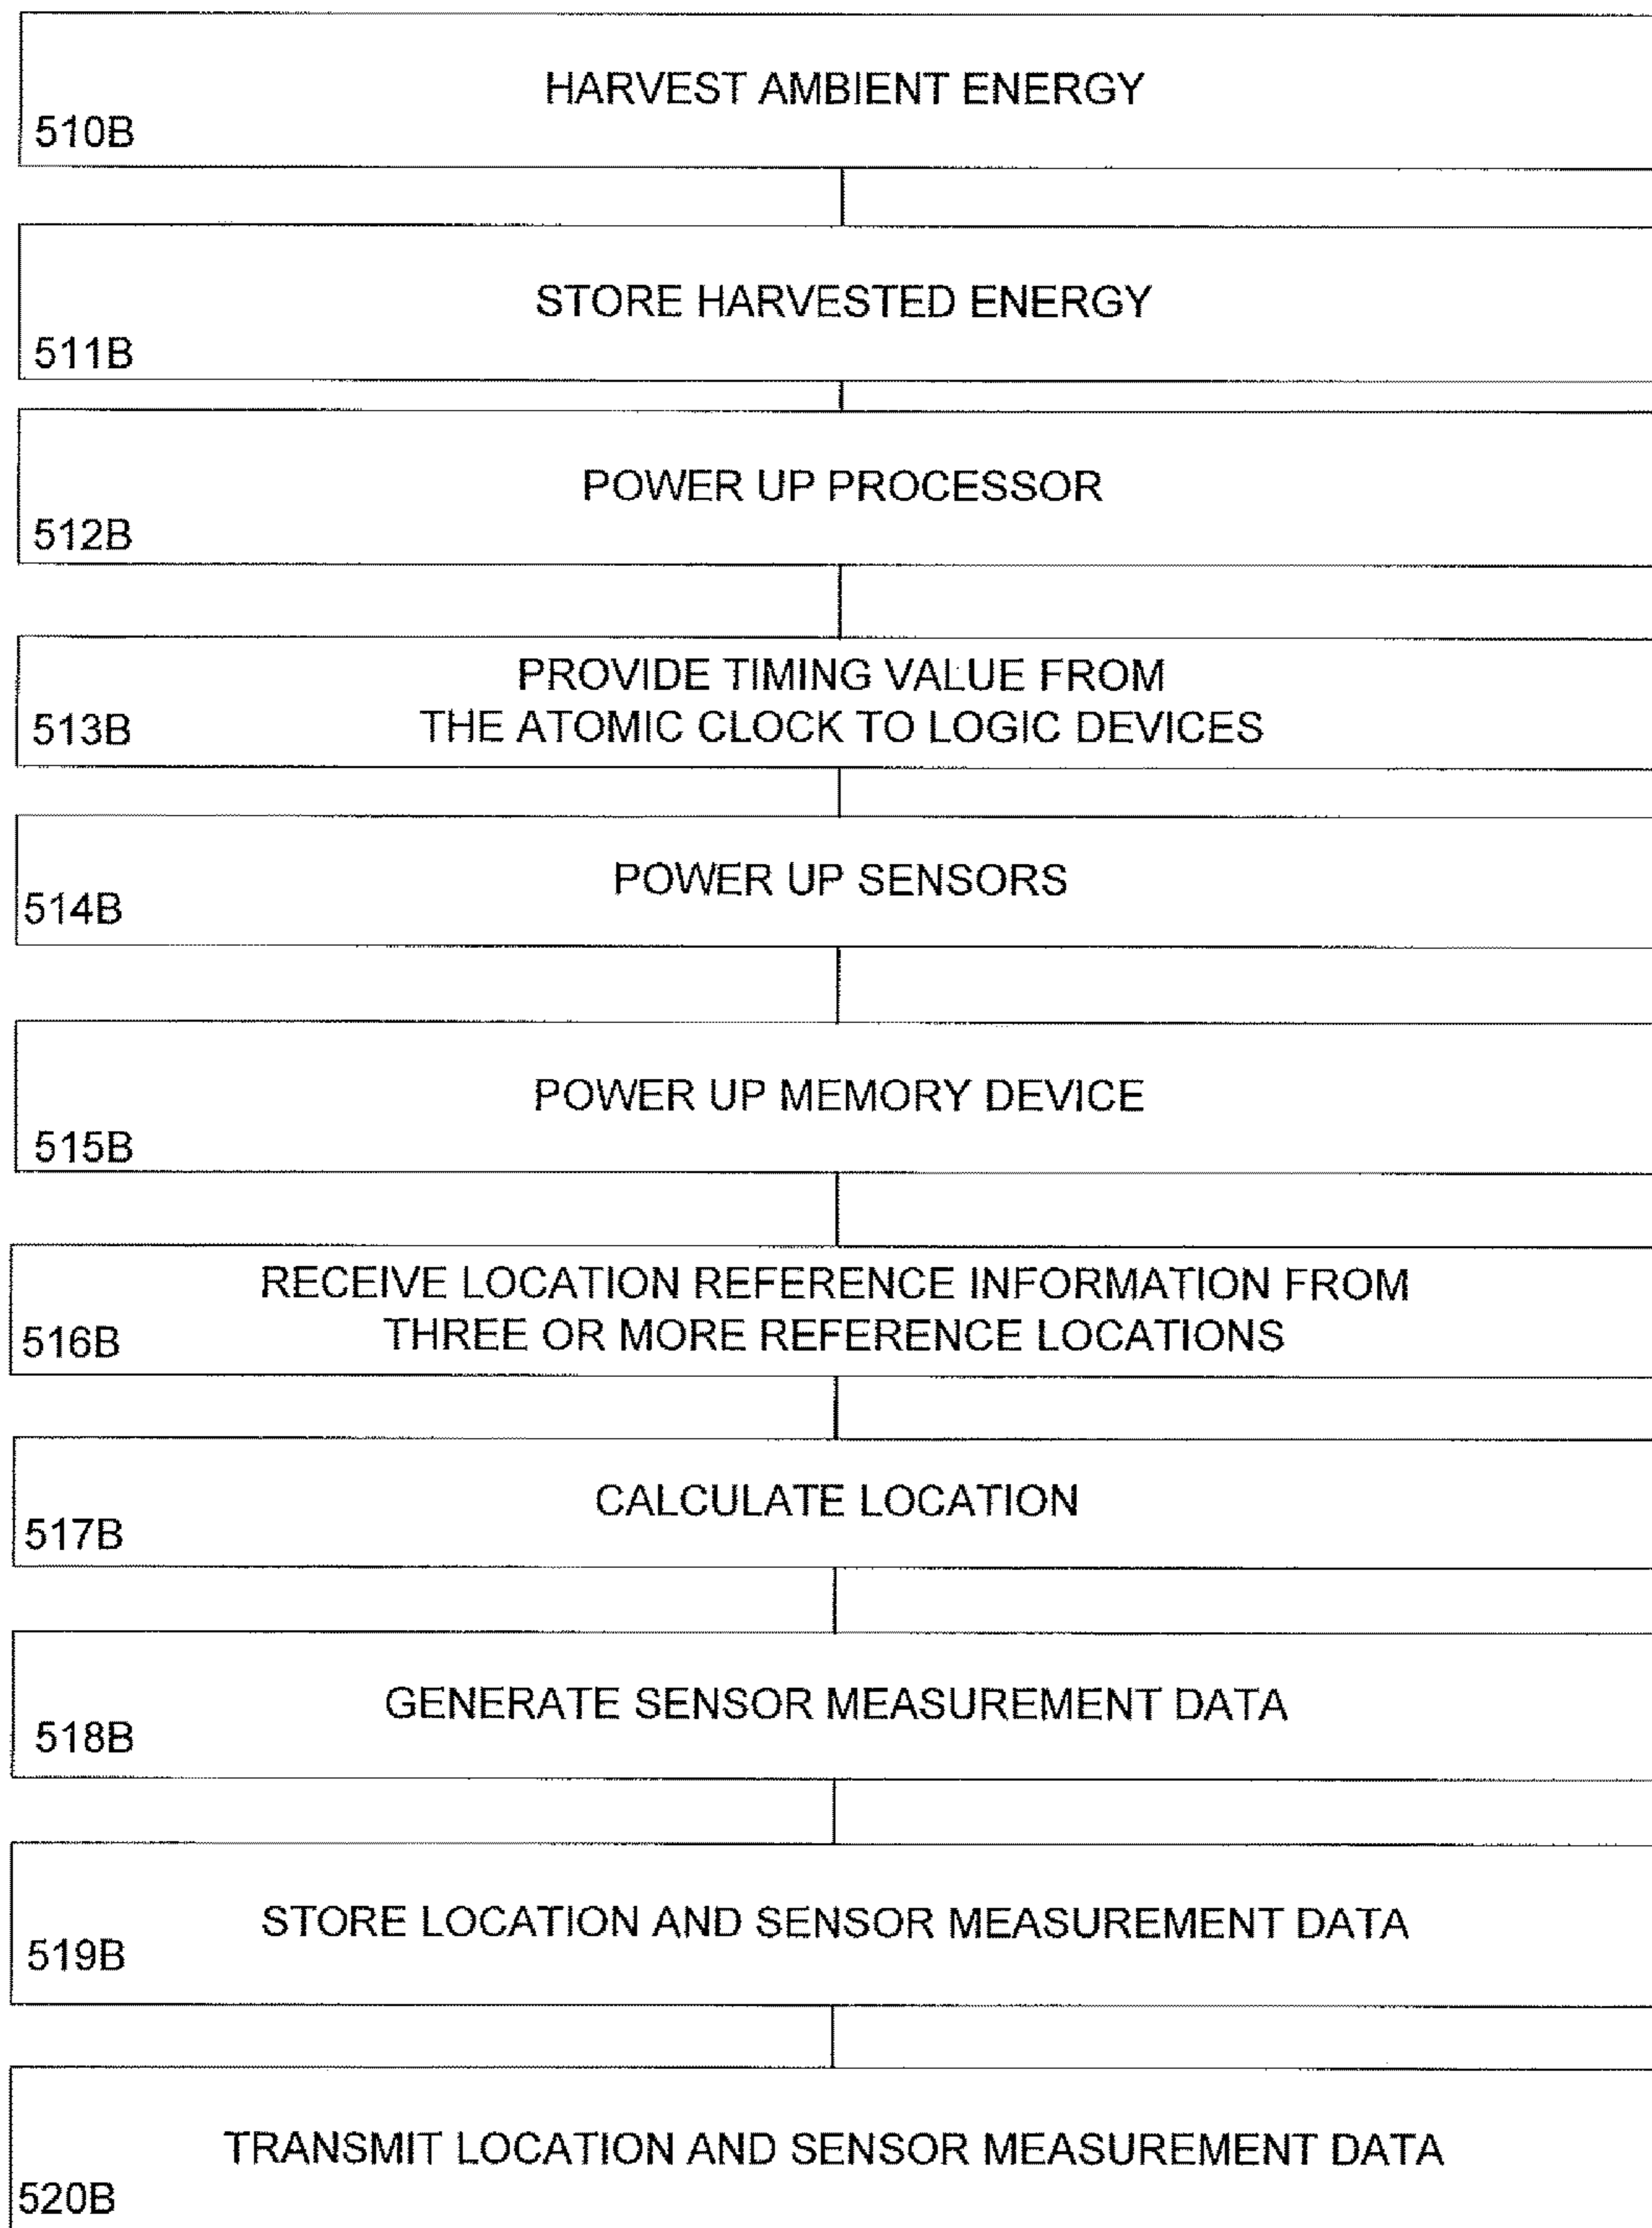 HARVEST AMBIENT ENERGY
510B
STORE HARVESTED ENERGY
511B
POWER UP PROCESSOR
512B
PROVIDE TIMING VALUE FROM
THE ATOMIC CLOCK TO LOGIC DEVICES
513B
POWER UP SENSORS
514B
POWER UP MEMORY DEVICE
515B
RECEIVE LOCATION REFERENCE INFORMATION FROM
THREE OR MORE REFERENCE LOCATIONS
516B
CALCULATE LOCATION
517B
GENERATE SENSOR MEASUREMENT DATA
518B
STORE LOCATION AND SENSOR MEASUREMENT DATA
519B
TRANSMIT LOCATION AND SENSOR MEASUREMENT DATA
520B